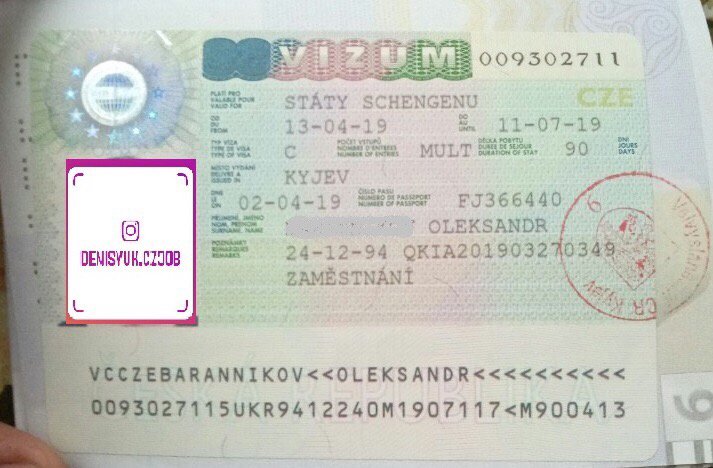 VÍZUM 009302711
CZE
PLATÍ PRO
VALABLE POUR
VALID FOR
STÁTY SCHENGENU
OD
DU
FROM
13-04-19
DO
AU
UNTIL
11-07-19
TYP VÍZA
TYPE DE VISA
TYPE OF VISA
C
POČET VSTUPŮ
NOMBRE D'ENTRÉES
NUMBER OF ENTRIES
MULT
DÉLKA POBYTU
DURÉE DE SÉJOUR
DURATION OF STAY
90
DNÍ
JOURS
DAYS
MÍSTO VYDÁNÍ
DÉLIVRÉ À
ISSUED IN
KYJEV
DNE
LE
ON
02-04-19
ČÍSLO PASU
NUMÉRO DE PASSEPORT
NUMBER OF PASSPORT
FJ366440
PŘÍJMENÍ, JMÉNO
NOM, PRÉNOM
SURNAME, NAME
OLEKSANDR
POZNÁMKY
REMARQUES
REMARKS
24-12-94 QKIA201903270349
ZAMĚSTNÁNÍ
DENISYUK.CZJOB
VCCZEBARANNIKOV<<OLEKSANDR<<<<<<<<<<
0093027115UKR9412240M1907117<M900413